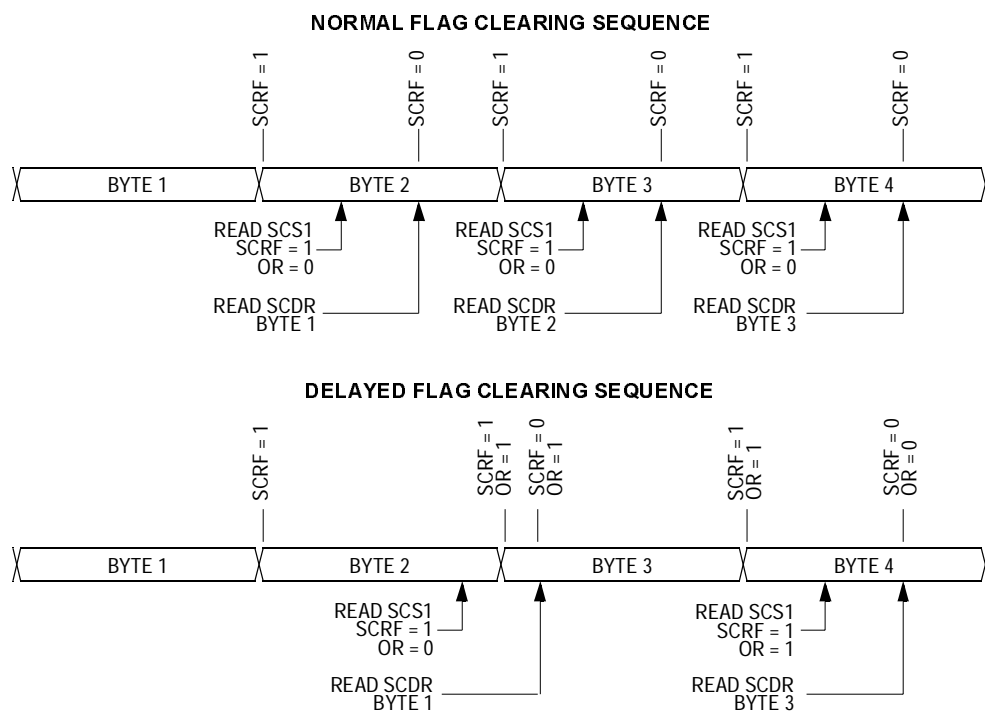 NORMAL FLAG CLEARING SEQUENCE
SCRF = 1
SCRF = 0
SCRF = 1
SCRF = 0
SCRF = 1
SCRF = 0
BYTE 1
BYTE 2
BYTE 3
BYTE 4
READ SCS1
SCRF = 1
OR = 0
READ SCS1
SCRF = 1
OR = 0
READ SCS1
SCRF = 1
OR = 0
READ SCDR
BYTE 1
READ SCDR
BYTE 2
READ SCDR
BYTE 3
DELAYED FLAG CLEARING SEQUENCE
SCRF = 1
SCRF = 1
OR = 1
SCRF = 0
OR = 1
SCRF = 1
OR = 1
SCRF = 0
OR = 0
BYTE 1
BYTE 2
BYTE 3
BYTE 4
READ SCS1
SCRF = 1
OR = 0
READ SCS1
SCRF = 1
OR = 1
READ SCDR
BYTE 1
READ SCDR
BYTE 3